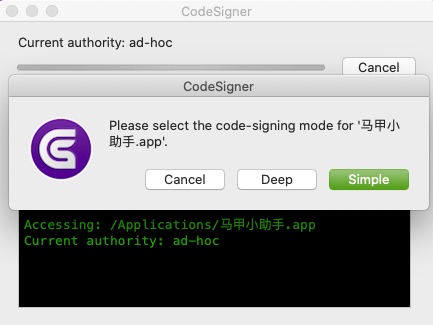 CodeSigner
Current authority: ad-hoc
Cancel
CodeSigner
Please select the code-signing mode for '马甲小
助手.app'.
Cancel
Deep
Simple
Accessing: /Applications/马甲小助手.app
Current authority: ad-hoc